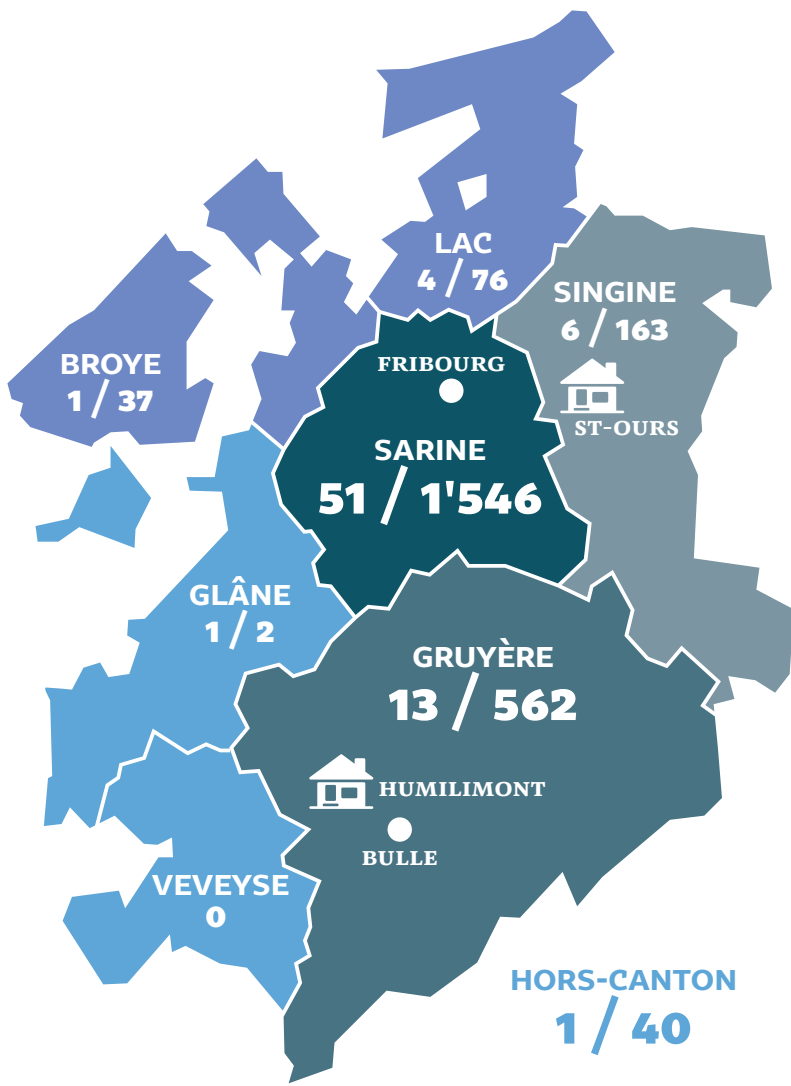 LAC
4 / 76
SINGINE
6 / 163
ST-OURS
BROYE
1 / 37
FRIBOURG
SARINE
51 / 1'546
GLÂNE
1 / 2
GRUYÈRE
13 / 562
HUMILIMONT
BULLE
VEVEYSE
0
HORS-CANTON
1 / 40